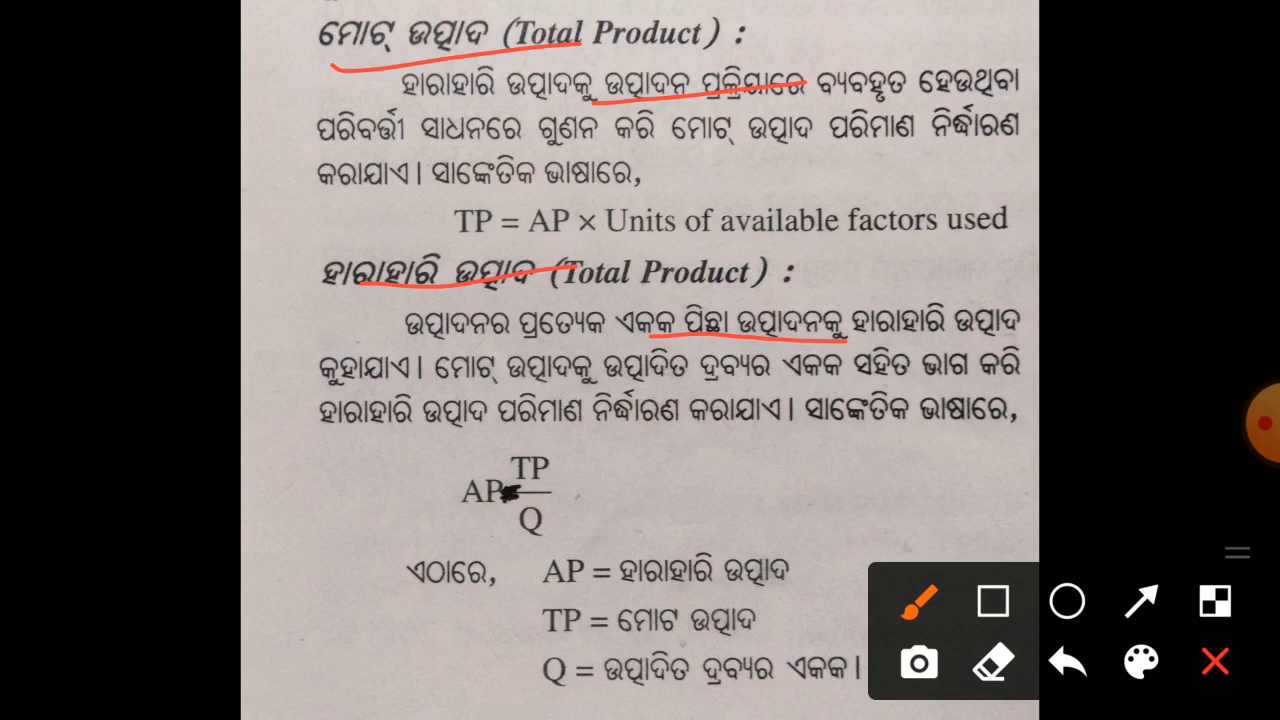 ମୋଟ୍ ଉତ୍ପାଦ (Total Product) :
ହାରାହାରି ଉତ୍ପାଦକୁ ଉତ୍ପାଦନ ପ୍ରକ୍ରିୟାରେ ବ୍ୟବହୃତ ହେଉଥିବା
ପରିବର୍ତ୍ତୀ ସାଧନରେ ଗୁଣନ କରି ମୋଟ୍ ଉତ୍ପାଦ ପରିମାଣ ନିର୍ଦ୍ଧାରଣ
କରାଯାଏ। ସାଙ୍କେତିକ ଭାଷାରେ,
TP = AP × Units of available factors used
ହାରାହାରି ଉତ୍ପାଦ (Total Product) :
ଉତ୍ପାଦନର ପ୍ରତ୍ୟେକ ଏକକ ପିଛା ଉତ୍ପାଦନକୁ ହାରାହାରି ଉତ୍ପାଦ
କୁହାଯାଏ। ମୋଟ୍ ଉତ୍ପାଦକୁ ଉତ୍ପାଦିତ ଦ୍ରବ୍ୟର ଏକକ ସହିତ ଭାଗ କରି
ହାରାହାରି ଉତ୍ପାଦ ପରିମାଣ ନିର୍ଦ୍ଧାରଣ କରାଯାଏ। ସାଙ୍କେତିକ ଭାଷାରେ,
TP
AP
Q
ଏଠାରେ, AP = ହାରାହାରି ଉତ୍ପାଦ
TP = ମୋଟ ଉତ୍ପାଦ
Q = ଉତ୍ପାଦିତ ଦ୍ରବ୍ୟର ଏକକ।